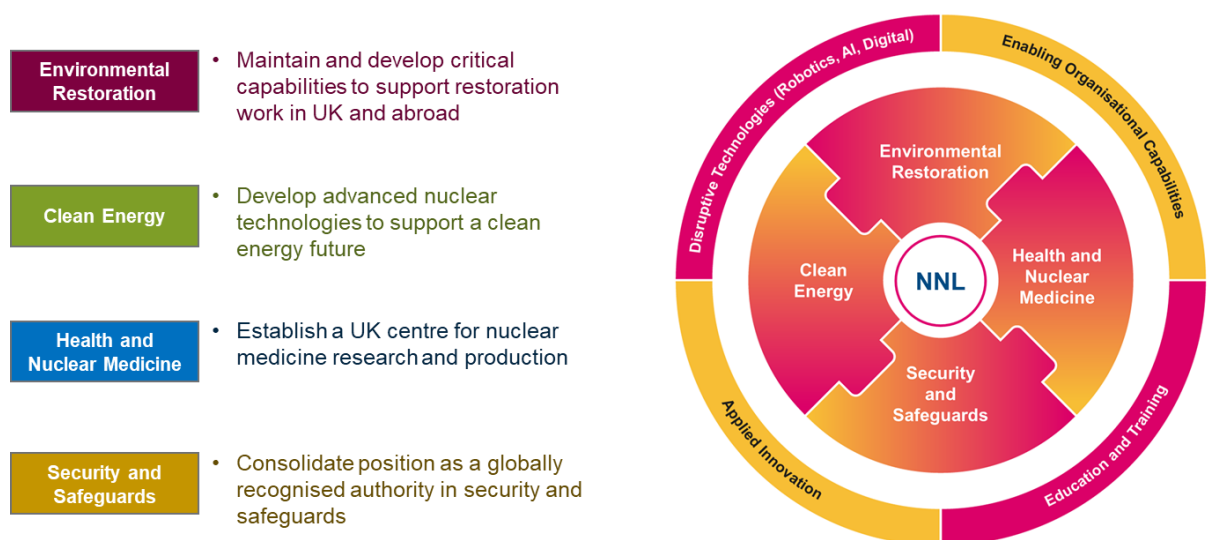 Environmental
Restoration
• Maintain and develop critical
capabilities to support restoration
work in UK and abroad
Clean Energy
• Develop advanced nuclear
technologies to support a clean
energy future
Health and
Nuclear Medicine
• Establish a UK centre for nuclear
medicine research and production
Security and
Safeguards
• Consolidate position as a globally
recognised authority in security and
safeguards
Disruptive Technologies (Robotics, AI, Digital)
Enabling Organisational Capabilities
Environmental
Restoration
Clean
Energy
NNL
Health and
Nuclear
Medicine
Security
and
Safeguards
Applied Innovation
Education and Training